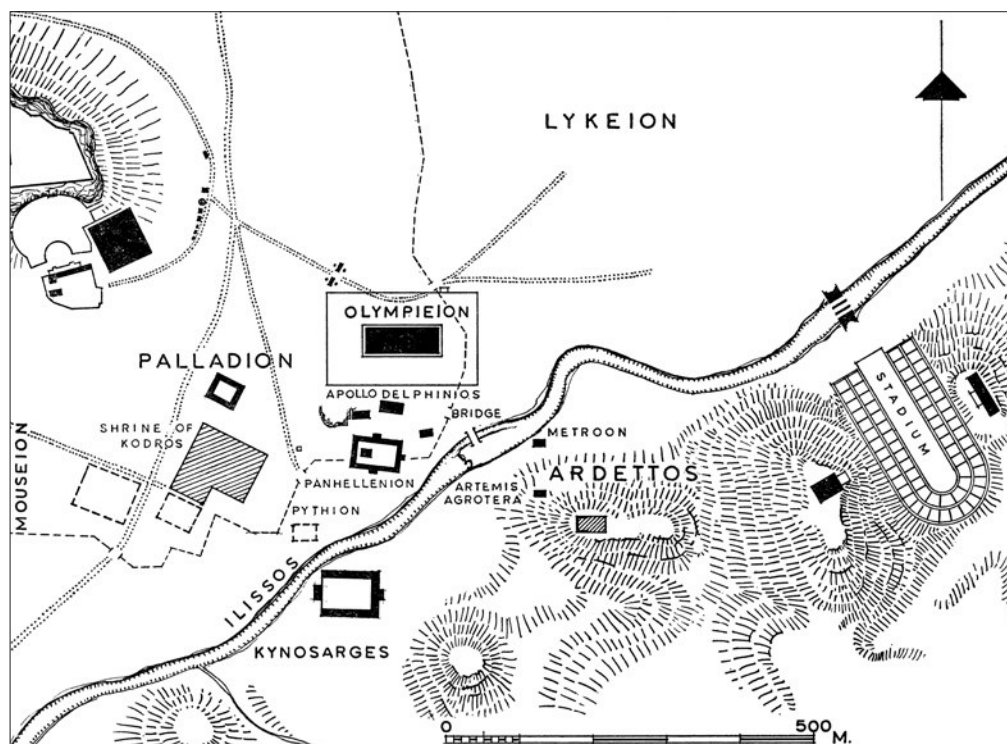 LYKEION
OLYMPIEION
PALLADION
APOLLO DELPHINIOS
BRIDGE
SHRINE OF
KODROS
METROON
STADIUM
MOUSEION
PANHELLENION
ARDETTOS
ARTEMIS
AGROTERA
PYTHION
ILISSOS
KYNOSARGES
0 500 M.